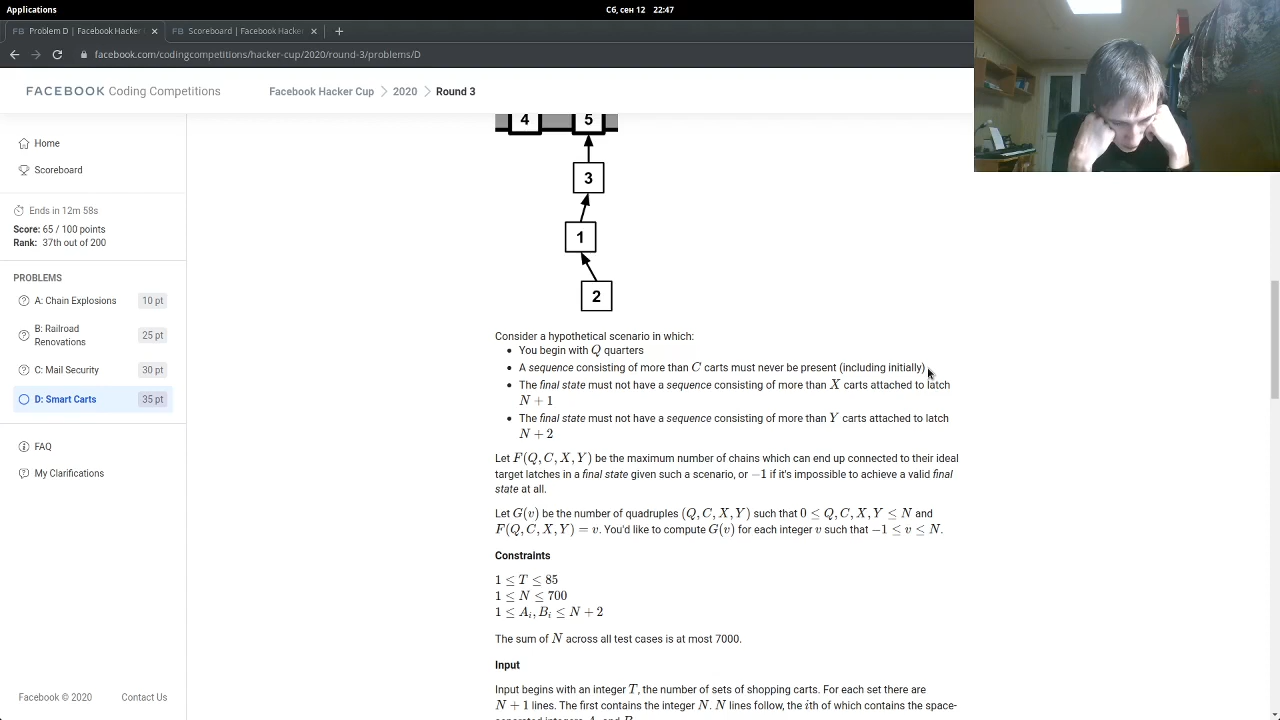 Applications
Сб, сен 12 22:47
FB Problem D | Facebook Hacker
FB Scoreboard | Facebook Hack
facebook.com/codingcompetitions/hacker-cup/2020/round-3/problems/D
FACEBOOK Coding Competitions
Facebook Hacker Cup > 2020 > Round 3
Home
Scoreboard
Ends in 12m 58s
Score: 65 / 100 points
Rank: 37th out of 200
PROBLEMS
A: Chain Explosions 10 pt
B: Railroad Renovations 25 pt
C: Mail Security 30 pt
D: Smart Carts 35 pt
FAQ
My Clarifications
Facebook © 2020 Contact Us
4 5
3
1
2
Consider a hypothetical scenario in which:
• You begin with Q quarters
• A sequence consisting of more than C carts must never be present (including initially)
• The final state must not have a sequence consisting of more than X carts attached to latch
N + 1
• The final state must not have a sequence consisting of more than Y carts attached to latch
N + 2
Let F(Q, C, X, Y) be the maximum number of chains which can end up connected to their ideal
target latches in a final state given such a scenario, or −1 if it's impossible to achieve a valid final
state at all.
Let G(v) be the number of quadruples (Q, C, X, Y) such that 0 ≤ Q, C, X, Y ≤ N and
F(Q, C, X, Y) = v. You'd like to compute G(v) for each integer v such that −1 ≤ v ≤ N.
Constraints
1 ≤ T ≤ 85
1 ≤ N ≤ 700
1 ≤ Ai, Bi ≤ N + 2
The sum of N across all test cases is at most 7000.
Input
Input begins with an integer T, the number of sets of shopping carts. For each set there are
N + 1 lines. The first contains the integer N. N lines follow, the ith of which contains the space-
separated integers Ai and Bi.